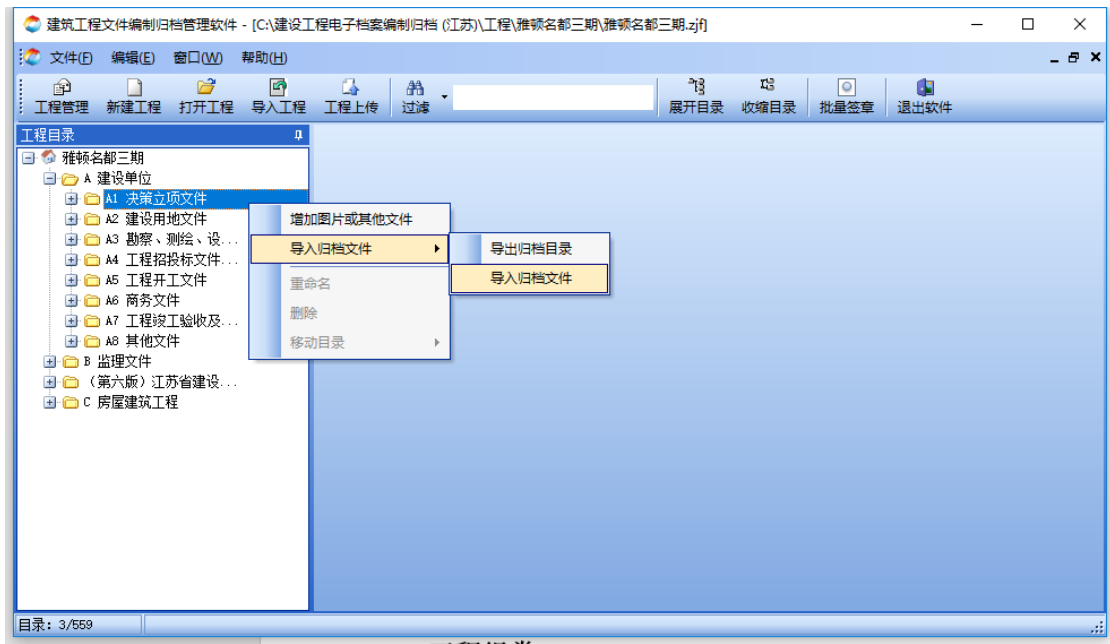 建筑工程文件编制归档管理软件 - [C:\建设工程电子档案编制归档 (江苏)\工程\雅顿名都三期\雅顿名都三期.zjf]
文件(F) 编辑(E) 窗口(W) 帮助(H)
工程管理 新建工程 打开工程 导入工程 工程上传 过滤 展开目录 收缩目录 批量签章 退出软件
工程目录
雅顿名都三期
A 建设单位
A1 决策立项文件
A2 建设用地文件
A3 勘察、测绘、设...
A4 工程招投标文件...
A5 工程开工文件
A6 商务文件
A7 工程竣工验收及...
A8 其他文件
B 监理文件
（第六版）江苏省建设...
C 房屋建筑工程
增加图片或其他文件
导入归档文件
重命名
删除
移动目录
导出归档目录
导入归档文件
目录: 3/559